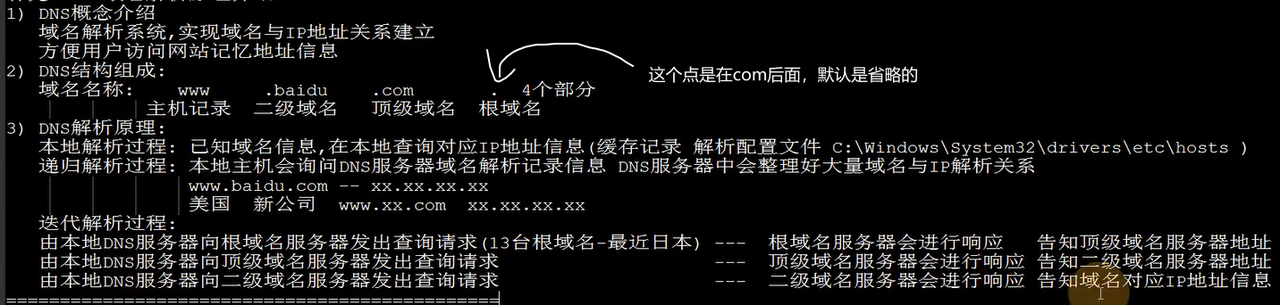 1) DNS概念介绍
域名解析系统,实现域名与IP地址关系建立
方便用户访问网站记忆地址信息
2) DNS结构组成:
这个点是在com后面，默认是省略的
域名名称: www .baidu .com . 4个部分
主机记录 二级域名 顶级域名 根域名
3) DNS解析原理:
本地解析过程: 已知域名信息,在本地查询对应IP地址信息(缓存记录 解析配置文件 C:\Windows\System32\drivers\etc\hosts )
递归解析过程: 本地主机会询问DNS服务器域名解析记录信息 DNS服务器中会整理好大量域名与IP解析关系
www.baidu.com -- xx.xx.xx.xx
美国 新公司 www.xx.com xx.xx.xx.xx
迭代解析过程:
由本地DNS服务器向根域名服务器发出查询请求(13台根域名-最近日本) --- 根域名服务器会进行响应 告知顶级域名服务器地址
由本地DNS服务器向顶级域名服务器发出查询请求 --- 顶级域名服务器会进行响应 告知二级域名服务器地址
由本地DNS服务器向二级域名服务器发出查询请求 --- 二级域名服务器会进行响应 告知域名对应IP地址信息